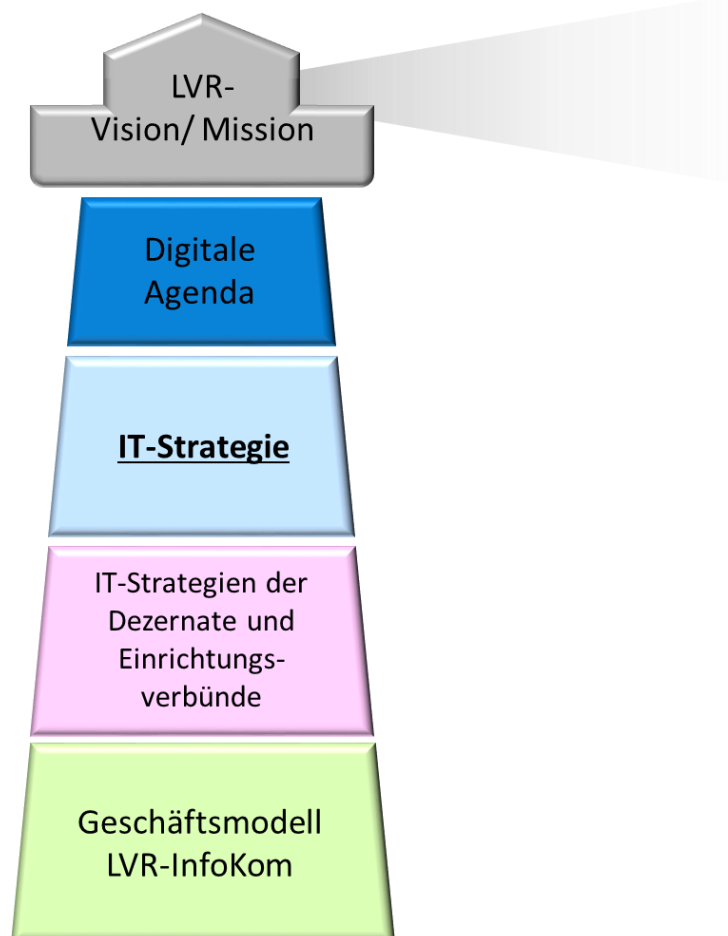 LVR-
Vision/ Mission
Digitale
Agenda
IT-Strategie
IT-Strategien der
Dezernate und
Einrichtungs-
verbünde
Geschäftsmodell
LVR-InfoKom